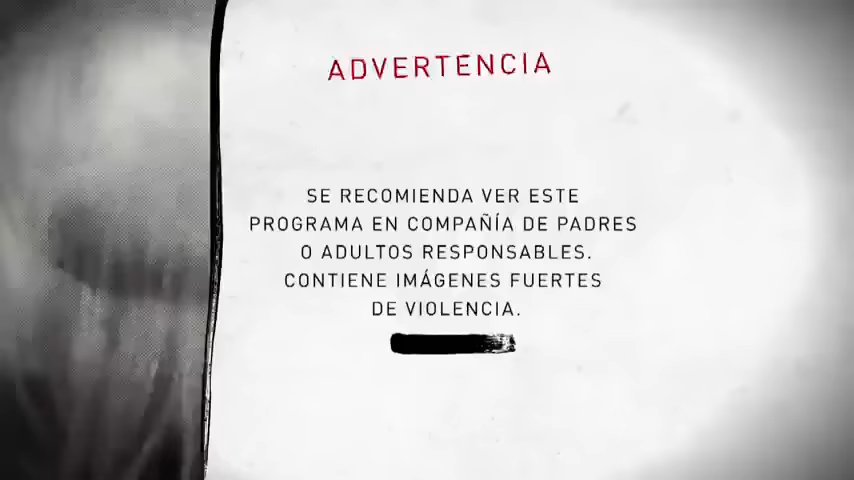 ADVERTENCIA
SE RECOMIENDA VER ESTE
PROGRAMA EN COMPAÑÍA DE PADRES
O ADULTOS RESPONSABLES.
CONTIENE IMÁGENES FUERTES
DE VIOLENCIA.